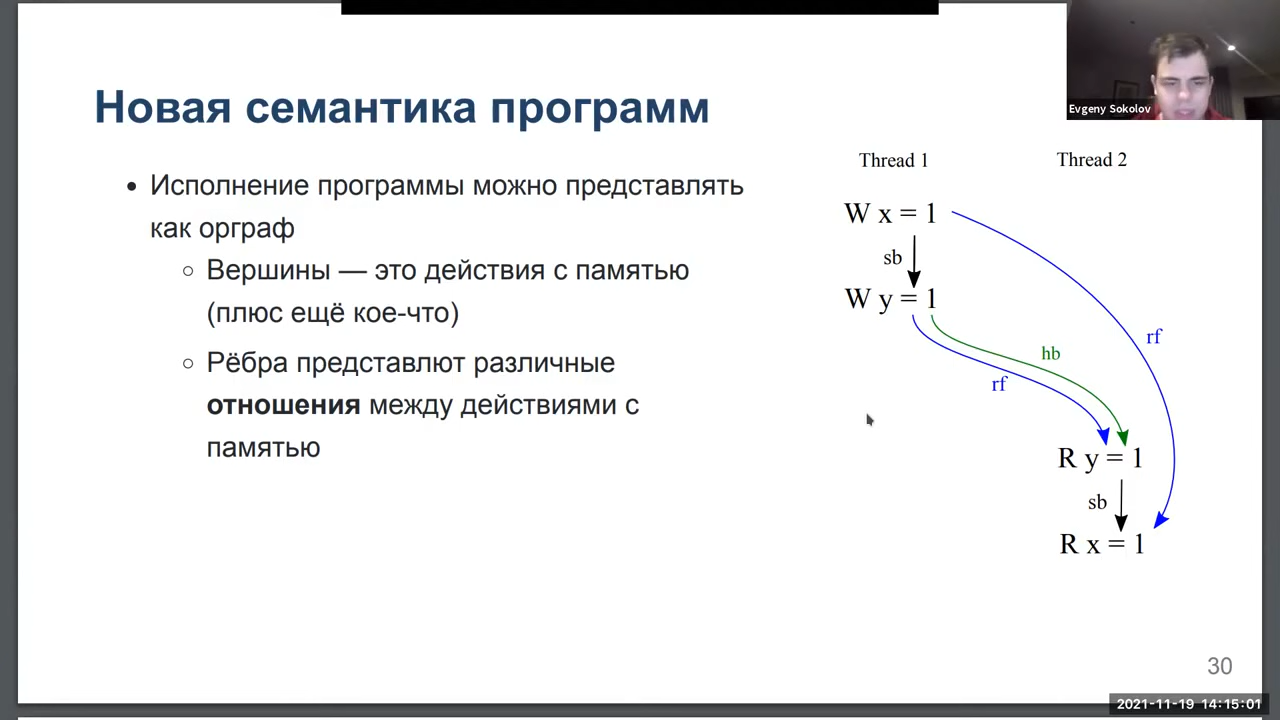 Новая семантика программ
Evgeny Sokolov
• Исполнение программы можно представлять
как орграф
○ Вершины — это действия с памятью
(плюс ещё кое-что)
○ Рёбра представлют различные
отношения между действиями с
памятью
Thread 1
Thread 2
W x = 1
sb
W y = 1
rf
hb
rf
R y = 1
sb
R x = 1
30
2021-11-19 14:15:01